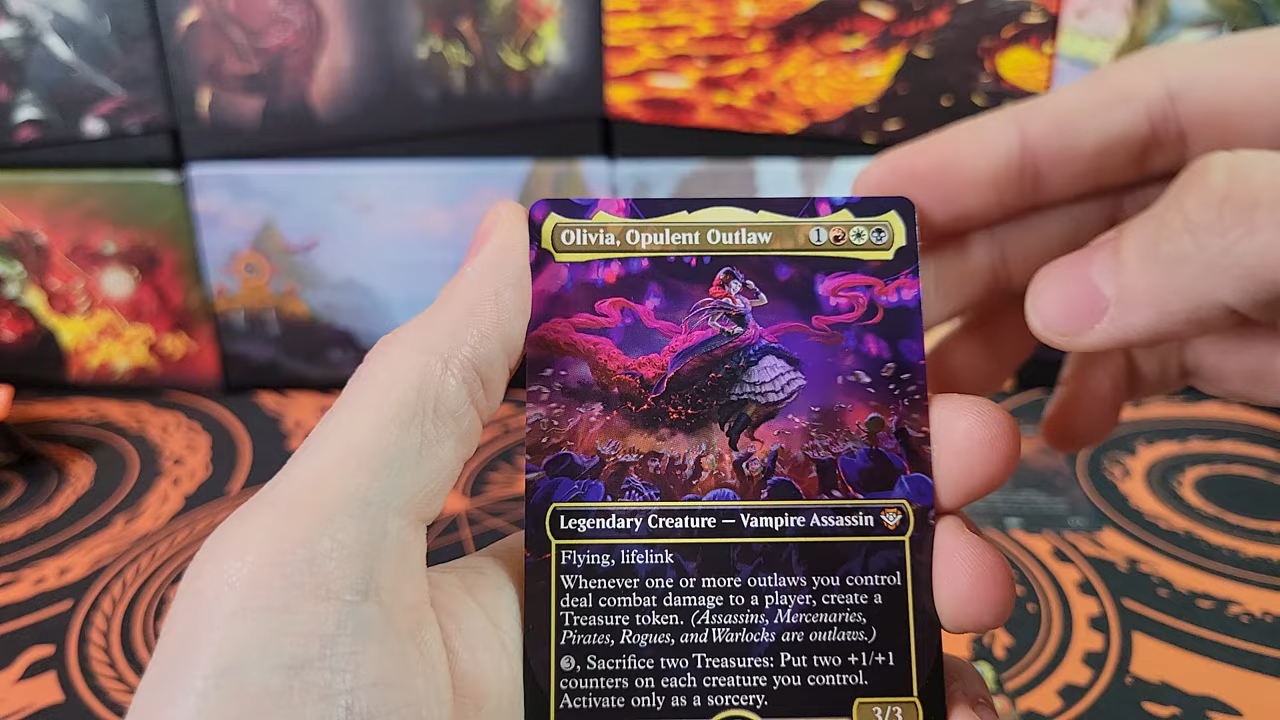 Olivia, Opulent Outlaw 1
Legendary Creature — Vampire Assassin
Flying, lifelink
Whenever one or more outlaws you control
deal combat damage to a player, create a
Treasure token. (Assassins, Mercenaries,
Pirates, Rogues, and Warlocks are outlaws.)
3, Sacrifice two Treasures: Put two +1/+1
counters on each creature you control.
Activate only as a sorcery.
3/3